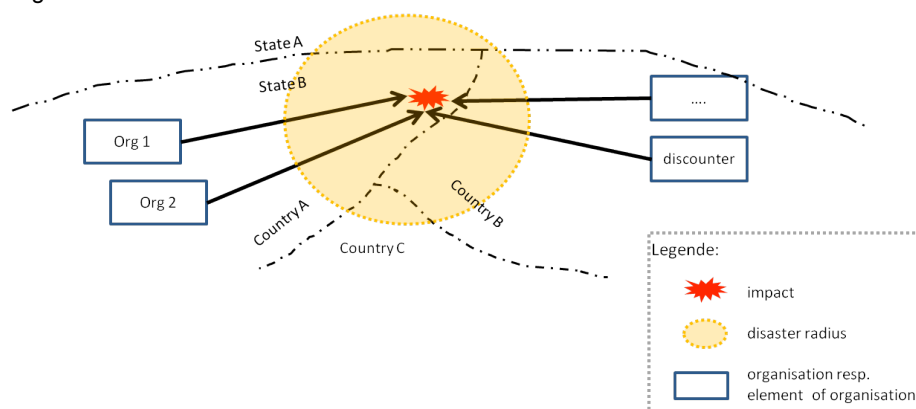 State A
State B
Org 1
....
discounter
Org 2
Country A
Country B
Country C
Legende:
impact
disaster radius
organisation resp.
element of organisation